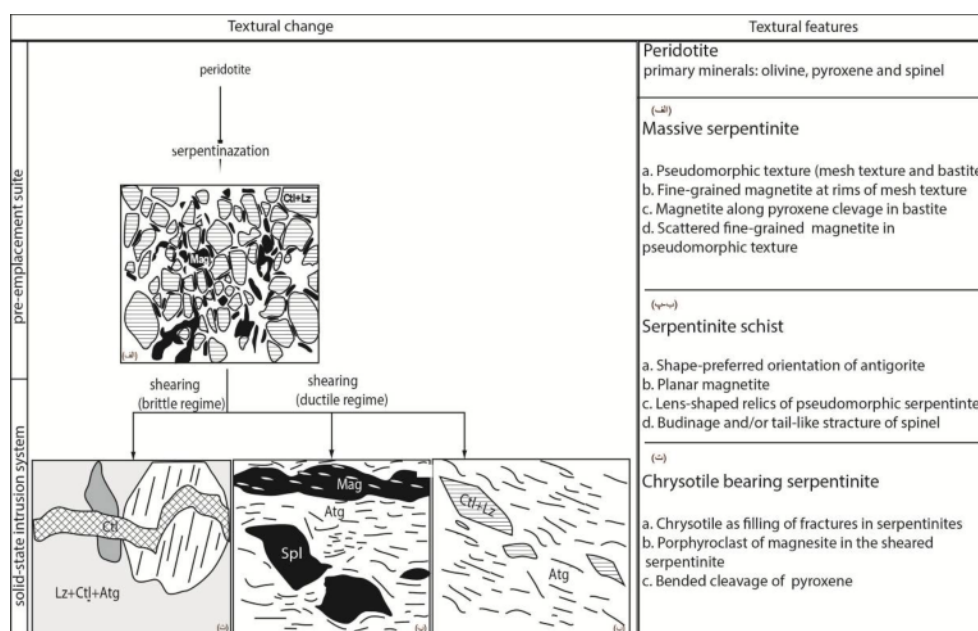 Textural change
Textural features
pre-emplacement suite
solid-state intrusion system
peridotite
serpentinazation
Ctl+Lz
Mag
(الف)
shearing
(brittle regime)
shearing
(ductile regime)
Ctl
Lz+Ctl+Atg
(ت)
Mag
Atg
Spl
Ctl+Lz
Atg
Peridotite
primary minerals: olivine, pyroxene and spinel
(الف)
Massive serpentinite
a. Pseudomorphic texture (mesh texture and bastite
b. Fine-grained magnetite at rims of mesh texture
c. Magnetite along pyroxene clevage in bastite
d. Scattered fine-grained magnetite in
pseudomorphic texture
Serpentinite schist
a. Shape-preferred orientation of antigorite
b. Planar magnetite
c. Lens-shaped relics of pseudomorphic serpentinte
d. Budinage and/or tail-like stracture of spinel
(ت)
Chrysotile bearing serpentinite
a. Chrysotile as filling of fractures in serpentinites
b. Porphyroclast of magnesite in the sheared
serpentinite
c. Bended cleavage of pyroxene